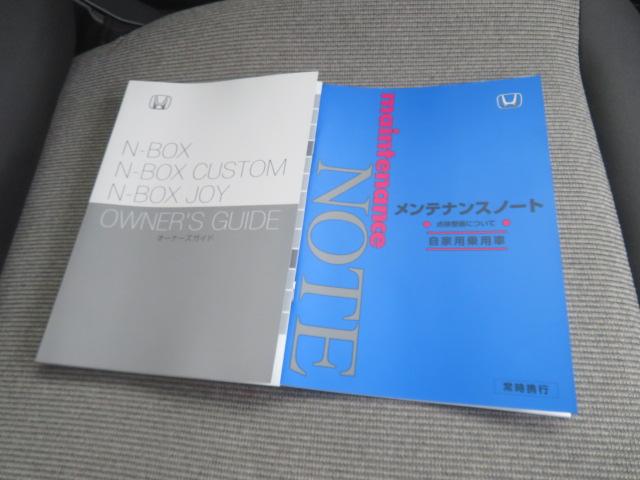 N-BOX
N-BOX CUSTOM
N-BOX JOY
OWNER'S GUIDE
オーナーズガイド
maintenance
NOTE
メンテナンスノート
点検整備について
自家用乗用車
常時携行